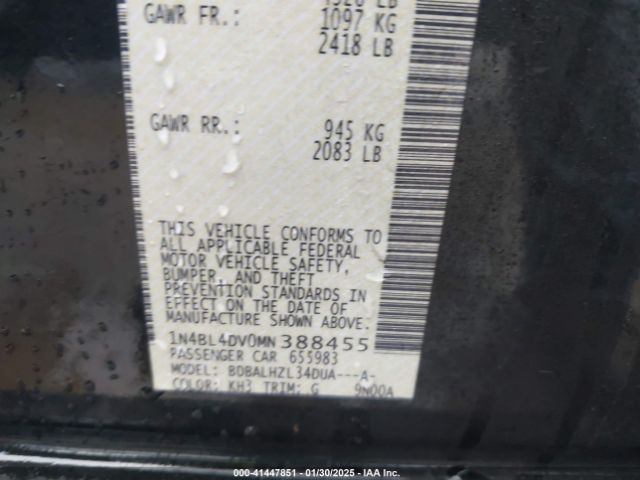 GAWR FR.: 1097 KG
2418 LB
GAWR RR.: 945 KG
2083 LB
THIS VEHICLE CONFORMS TO
ALL APPLICABLE FEDERAL
MOTOR VEHICLE SAFETY,
BUMPER, AND THEFT
PREVENTION STANDARDS IN
EFFECT ON THE DATE OF
MANUFACTURE SHOWN ABOVE.
1N4BL4DV0MN388455
PASSENGER CAR 655983
MODEL: BDBALHZL34DUA---A-
COLOR: KH3 TRIM: G 9N00A
000-41447851 | 01/30/2025 | IAA Inc.